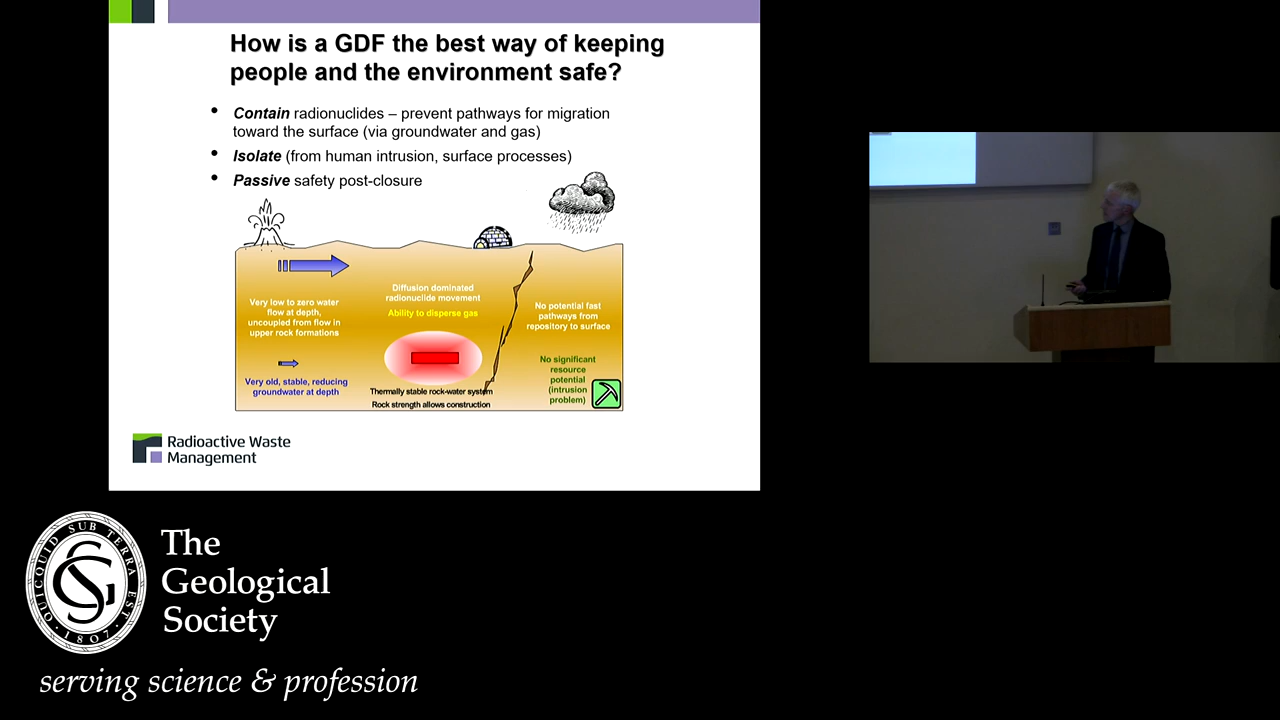 How is a GDF the best way of keeping
people and the environment safe?
• Contain radionuclides – prevent pathways for migration
toward the surface (via groundwater and gas)
• Isolate (from human intrusion, surface processes)
• Passive safety post-closure
Very low to zero water
flow at depth,
uncoupled from flow in
upper rock formations
Very old, stable, reducing
groundwater at depth
Diffusion dominated
radionuclide movement
Ability to disperse gas
Thermally stable rock-water system
Rock strength allows construction
No potential fast
pathways from
repository to surface
No significant
resource
potential
(intrusion
problem)
Radioactive Waste
Management
QUICQUID SUB TERRA EST
1807
The
Geological
Society
serving science & profession